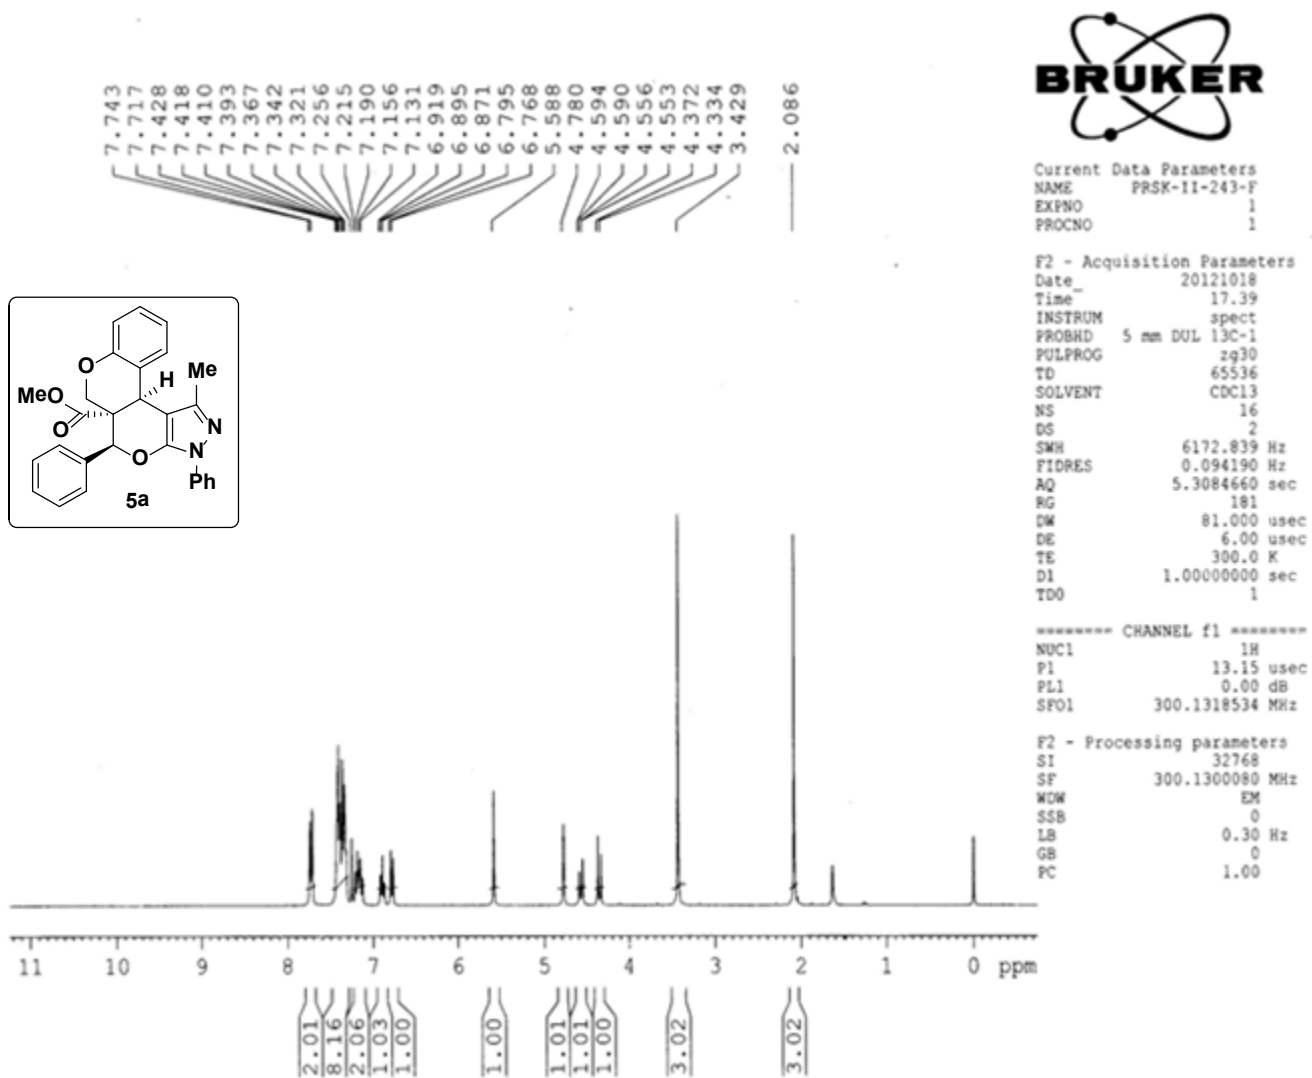 7.743
7.717
7.428
7.418
7.410
7.393
7.367
7.342
7.321
7.256
7.215
7.190
7.156
7.131
6.919
6.895
6.871
6.795
6.768
5.588
4.780
4.594
4.590
4.556
4.553
4.372
4.334
3.429
2.086
BRUKER
Current Data Parameters
NAME PRSK-II-243-F
EXPNO 1
PROCNO 1
F2 - Acquisition Parameters
Date_ 20121018
Time 17.39
INSTRUM spect
PROBHD 5 mm DUL 13C-1
PULPROG zg30
TD 65536
SOLVENT CDCl3
NS 16
DS 2
SWH 6172.839 Hz
FIDRES 0.094190 Hz
AQ 5.3084660 sec
RG 181
DW 81.000 usec
DE 6.00 usec
TE 300.0 K
D1 1.00000000 sec
TD0 1
======== CHANNEL f1 ========
NUC1 1H
P1 13.15 usec
PL1 0.00 dB
SFO1 300.1318534 MHz
F2 - Processing parameters
SI 32768
SF 300.1300080 MHz
WDW EM
SSB 0
LB 0.30 Hz
GB 0
PC 1.00
O
H
Me
MeO
O
N
N
O
Ph
5a
11 10 9 8 7 6 5 4 3 2 1 0 ppm
2.01
8.16
2.06
1.03
1.00
1.00
1.01
1.01
1.00
3.02
3.02